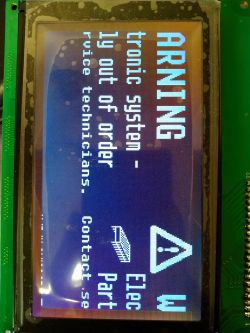 ARNING W
tronic system - Elec
ly out of order Part
rvice technicians. Contact se